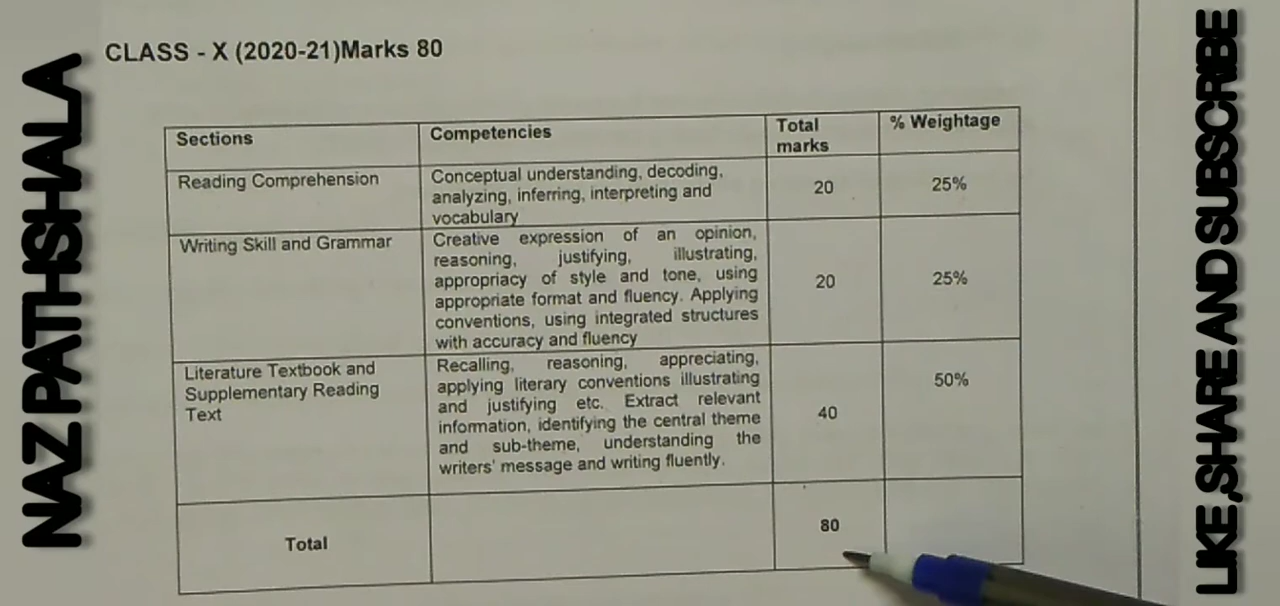 NAZ PATHSHALA
CLASS - X (2020-21)Marks 80
Sections
Competencies
Total
marks
% Weightage
Reading Comprehension
Conceptual understanding, decoding,
analyzing, inferring, interpreting and
vocabulary
20
25%
Writing Skill and Grammar
Creative expression of an opinion,
reasoning, justifying, illustrating,
appropriacy of style and tone, using
appropriate format and fluency. Applying
conventions, using integrated structures
with accuracy and fluency
20
25%
Literature Textbook and
Supplementary Reading
Text
Recalling, reasoning, appreciating,
applying literary conventions illustrating
and justifying etc. Extract relevant
information, identifying the central theme
and sub-theme, understanding the
writers' message and writing fluently.
40
50%
Total
80
LIKE,SHARE AND SUBSCRIBE